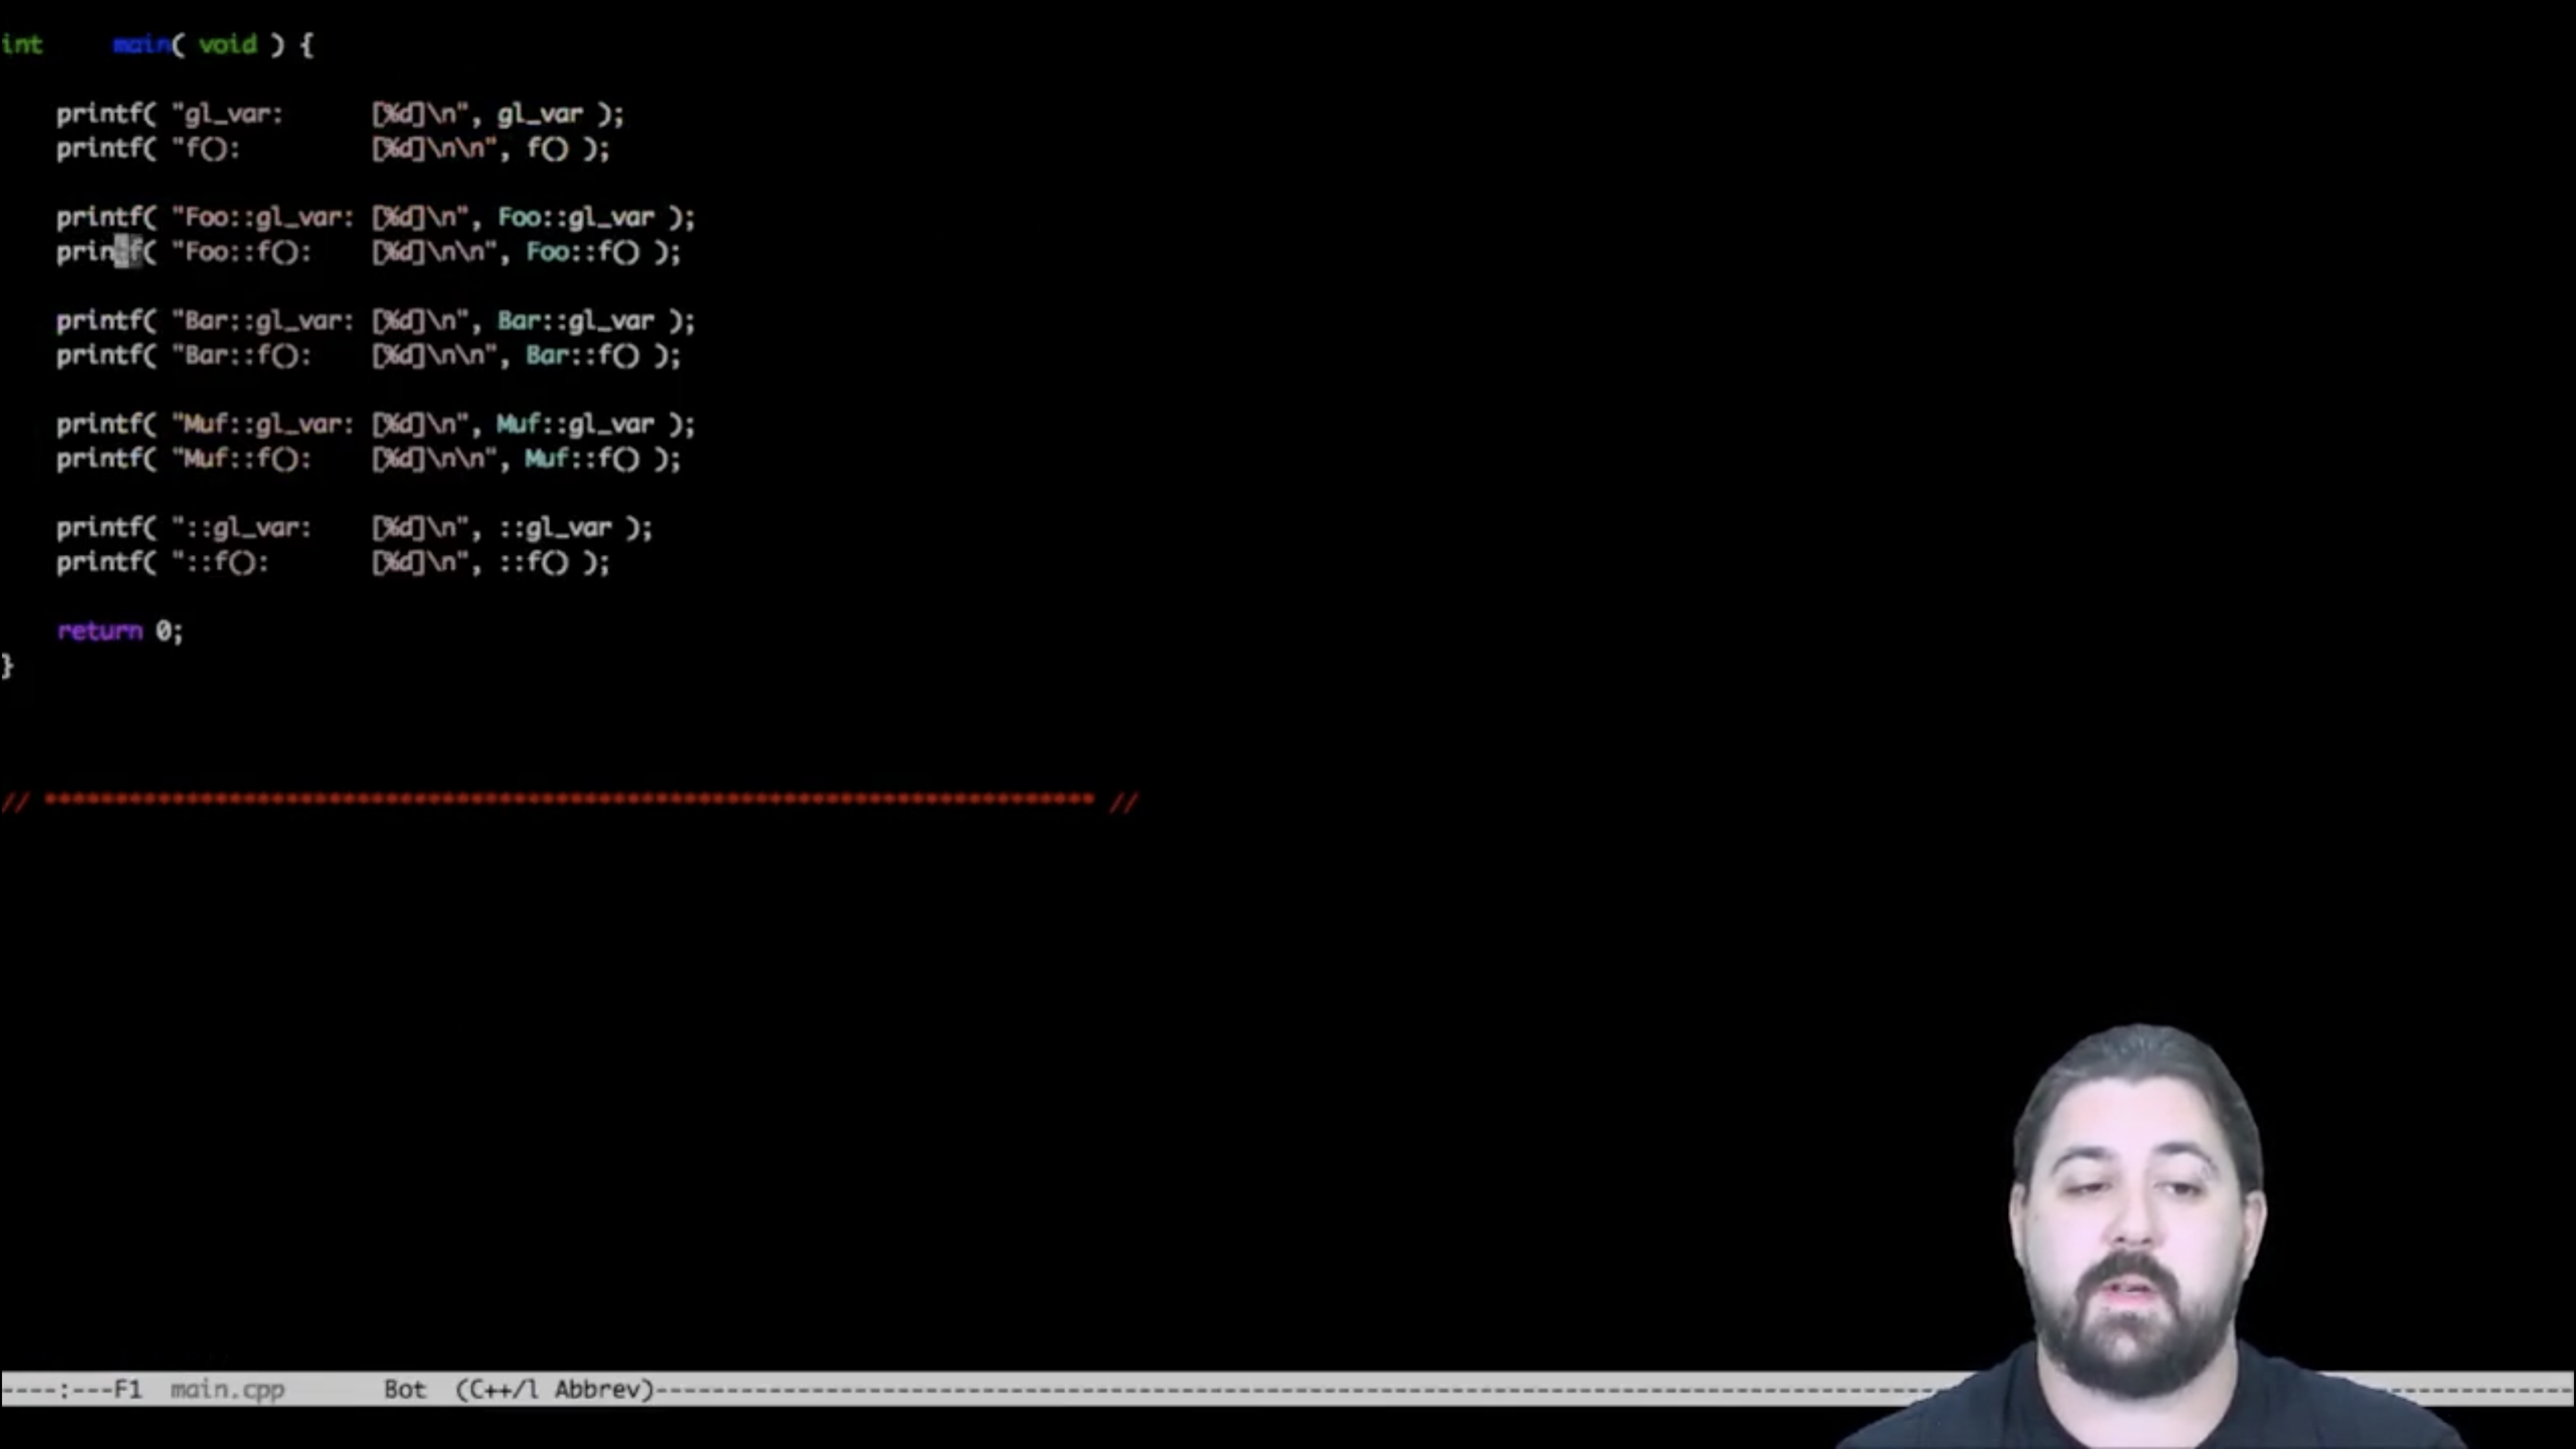 int     main( void ) {
    printf( "gl_var:      [%d]\n", gl_var );
    printf( "f():         [%d]\n\n", f() );
    printf( "Foo::gl_var: [%d]\n", Foo::gl_var );
    printf( "Foo::f():    [%d]\n\n", Foo::f() );
    printf( "Bar::gl_var: [%d]\n", Bar::gl_var );
    printf( "Bar::f():    [%d]\n\n", Bar::f() );
    printf( "Muf::gl_var: [%d]\n", Muf::gl_var );
    printf( "Muf::f():    [%d]\n\n", Muf::f() );
    printf( "::gl_var:    [%d]\n", ::gl_var );
    printf( "::f():       [%d]\n", ::f() );
    return 0;
}
// ************************************************************************** //
----:---F1  main.cpp       Bot  (C++/l Abbrev)----------------------------------------